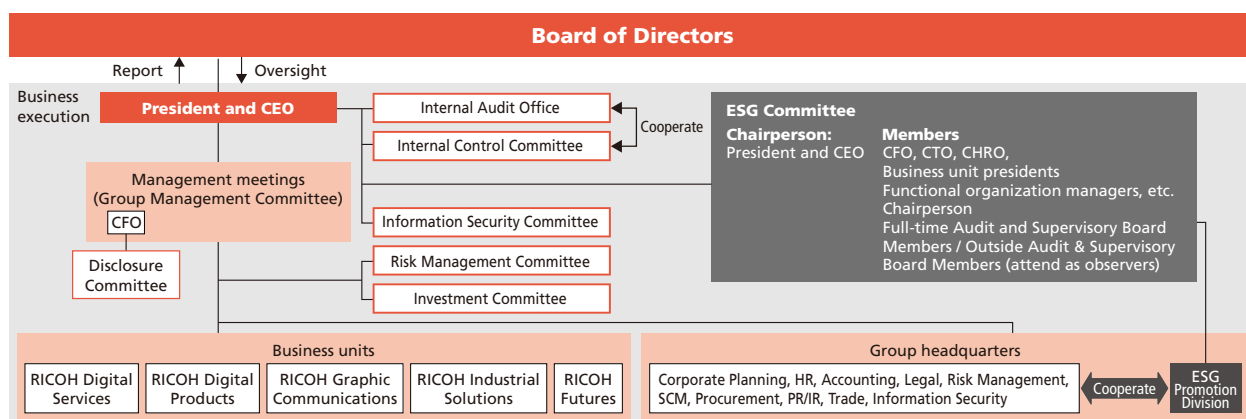 Board of Directors
Report
Oversight
Business
execution
President and CEO
Internal Audit Office
Internal Control Committee
Cooperate
ESG Committee
Chairperson:
President and CEO
Members
CFO, CTO, CHRO,
Business unit presidents
Functional organization managers, etc.
Chairperson
Full-time Audit and Supervisory Board
Members / Outside Audit & Supervisory
Board Members (attend as observers)
Management meetings
(Group Management Committee)
CFO
Disclosure
Committee
Information Security Committee
Risk Management Committee
Investment Committee
Business units
RICOH Digital
Services
RICOH Digital
Products
RICOH Graphic
Communications
RICOH Industrial
Solutions
RICOH
Futures
Group headquarters
Corporate Planning, HR, Accounting, Legal, Risk Management,
SCM, Procurement, PR/IR, Trade, Information Security
Cooperate
ESG
Promotion
Division